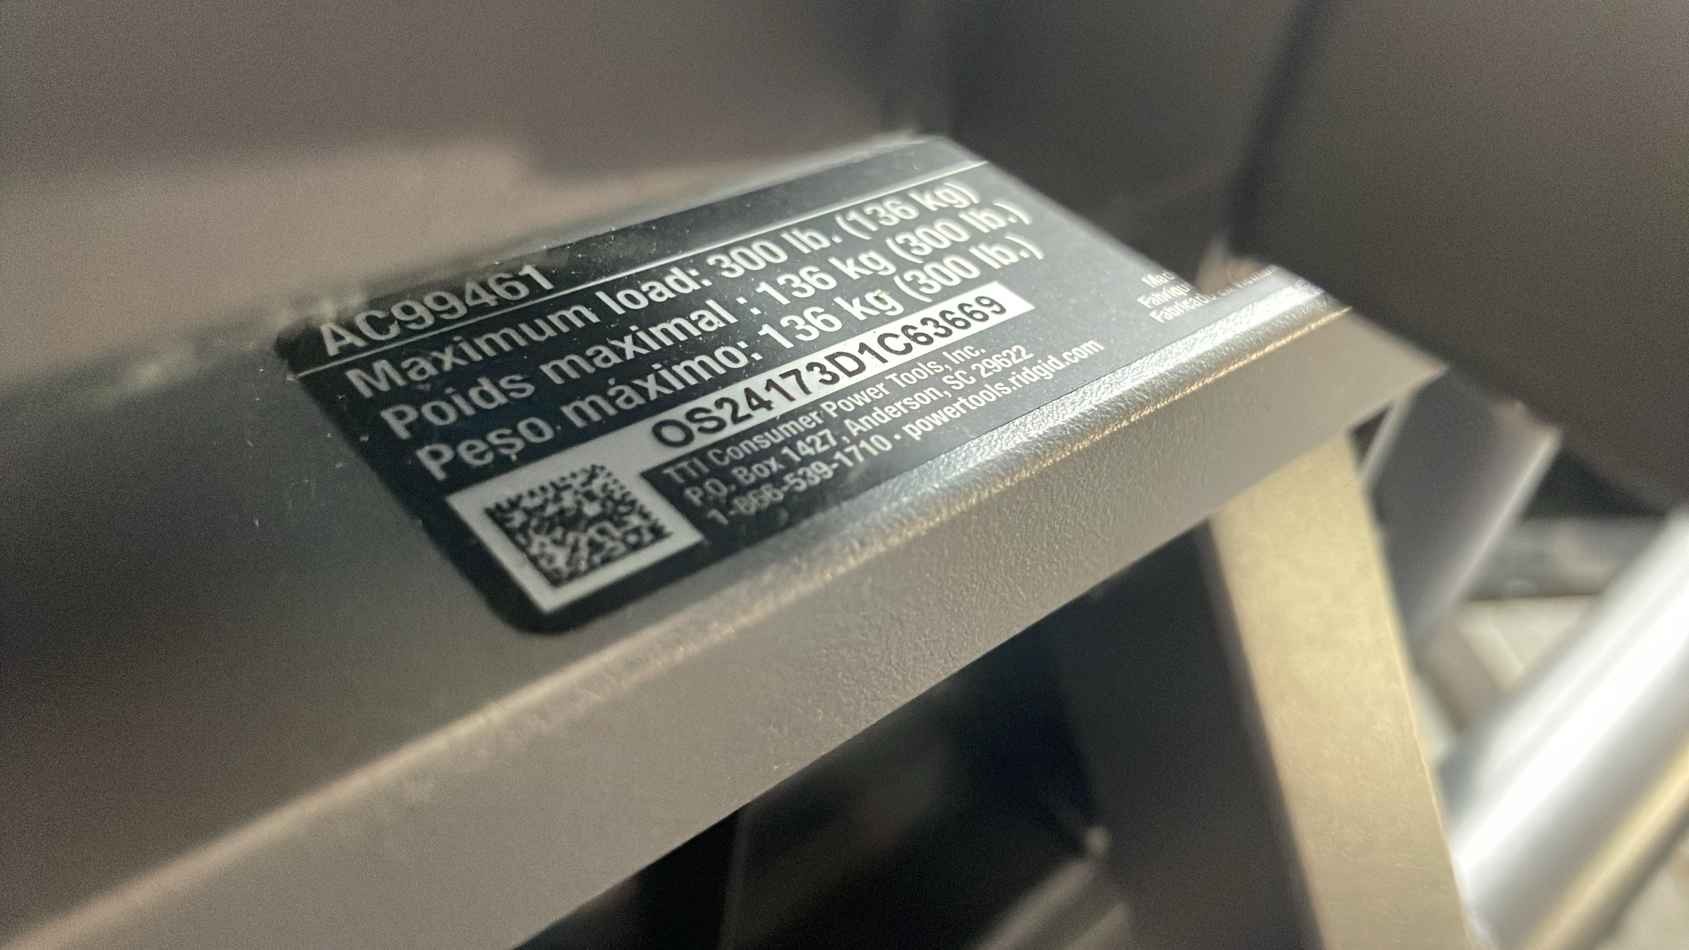 AC99461
Maximum load: 300 lb. (136 kg)
Poids maximal : 136 kg (300 lb.)
Peso máximo: 136 kg (300 lb.)
OS24173D1C63669
TTI Consumer Power Tools, Inc.
P.O. Box 1427, Anderson, SC 29622
1-866-539-1710 • powertools.ridgid.com